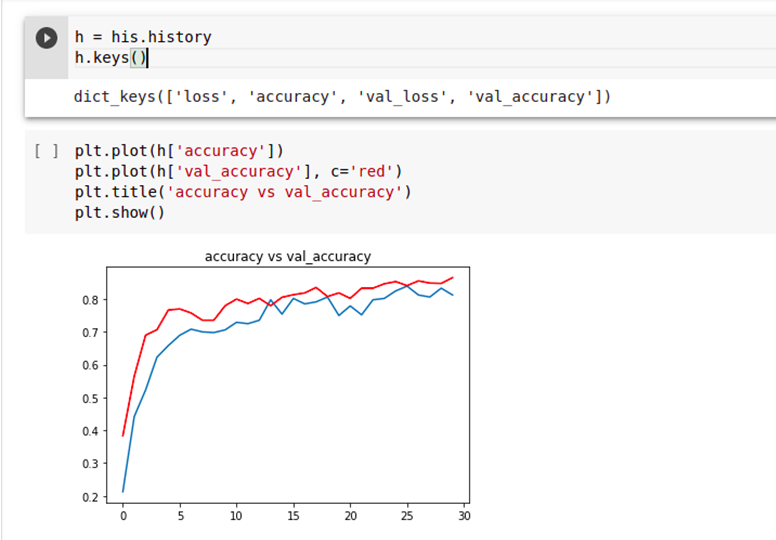 h = his.history
h.keys()
dict_keys(['loss', 'accuracy', 'val_loss', 'val_accuracy'])
[ ] plt.plot(h['accuracy'])
plt.plot(h['val_accuracy'], c='red')
plt.title('accuracy vs val_accuracy')
plt.show()
accuracy vs val_accuracy
0.8
0.7
0.6
0.5
0.4
0.3
0.2
0 5 10 15 20 25 30